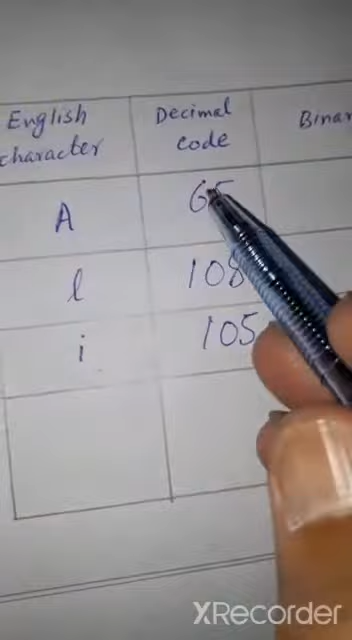 English character
Decimal code
Binar
A
65
l
108
i
105
XRecorder